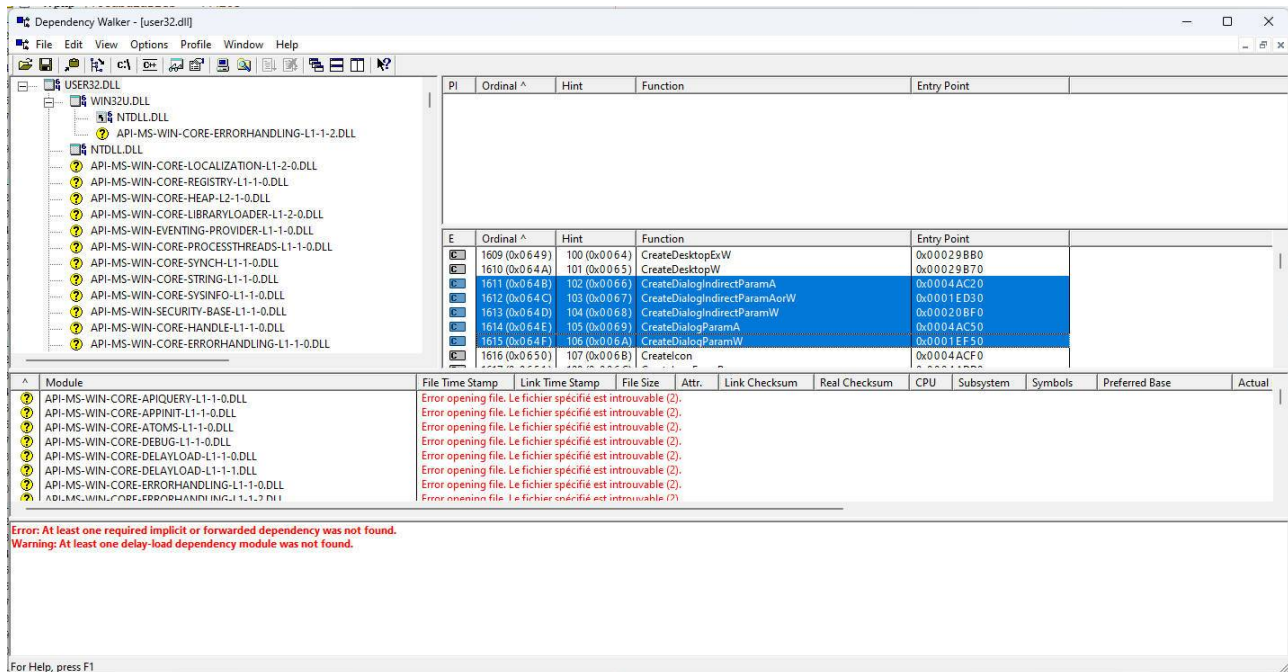 Dependency Walker - [user32.dll]
File Edit View Options Profile Window Help
USER32.DLL
WIN32U.DLL
NTDLL.DLL
API-MS-WIN-CORE-ERRORHANDLING-L1-1-2.DLL
NTDLL.DLL
API-MS-WIN-CORE-LOCALIZATION-L1-2-0.DLL
API-MS-WIN-CORE-REGISTRY-L1-1-0.DLL
API-MS-WIN-CORE-HEAP-L2-1-0.DLL
API-MS-WIN-CORE-LIBRARYLOADER-L1-2-0.DLL
API-MS-WIN-EVENTING-PROVIDER-L1-1-0.DLL
API-MS-WIN-CORE-PROCESSTHREADS-L1-1-0.DLL
API-MS-WIN-CORE-SYNCH-L1-1-0.DLL
API-MS-WIN-CORE-STRING-L1-1-0.DLL
API-MS-WIN-CORE-SYSINFO-L1-1-0.DLL
API-MS-WIN-SECURITY-BASE-L1-1-0.DLL
API-MS-WIN-CORE-HANDLE-L1-1-0.DLL
API-MS-WIN-CORE-ERRORHANDLING-L1-1-0.DLL
PI Ordinal ^ Hint Function Entry Point
E Ordinal ^ Hint Function Entry Point
1609 (0x0649) 100 (0x0064) CreateDesktopExW 0x00029BB0
1610 (0x064A) 101 (0x0065) CreateDesktopW 0x00029B70
1611 (0x064B) 102 (0x0066) CreateDialogIndirectParamA 0x0004AC20
1612 (0x064C) 103 (0x0067) CreateDialogIndirectParamAorW 0x0001ED30
1613 (0x064D) 104 (0x0068) CreateDialogIndirectParamW 0x00020BF0
1614 (0x064E) 105 (0x0069) CreateDialogParamA 0x0004AC50
1615 (0x064F) 106 (0x006A) CreateDialogParamW 0x0001EF50
1616 (0x0650) 107 (0x006B) CreateIcon 0x0004ACF0
^ Module File Time Stamp Link Time Stamp File Size Attr. Link Checksum Real Checksum CPU Subsystem Symbols Preferred Base Actual
API-MS-WIN-CORE-APIQUERY-L1-1-0.DLL Error opening file. Le fichier spécifié est introuvable (2).
API-MS-WIN-CORE-APPINIT-L1-1-0.DLL Error opening file. Le fichier spécifié est introuvable (2).
API-MS-WIN-CORE-ATOMS-L1-1-0.DLL Error opening file. Le fichier spécifié est introuvable (2).
API-MS-WIN-CORE-DEBUG-L1-1-0.DLL Error opening file. Le fichier spécifié est introuvable (2).
API-MS-WIN-CORE-DELAYLOAD-L1-1-0.DLL Error opening file. Le fichier spécifié est introuvable (2).
API-MS-WIN-CORE-DELAYLOAD-L1-1-1.DLL Error opening file. Le fichier spécifié est introuvable (2).
API-MS-WIN-CORE-ERRORHANDLING-L1-1-0.DLL Error opening file. Le fichier spécifié est introuvable (2).
API-MS-WIN-CORE-ERRORHANDLING-L1-1-2.DLL Error opening file. Le fichier spécifié est introuvable (2).
Error: At least one required implicit or forwarded dependency was not found.
Warning: At least one delay-load dependency module was not found.
For Help, press F1